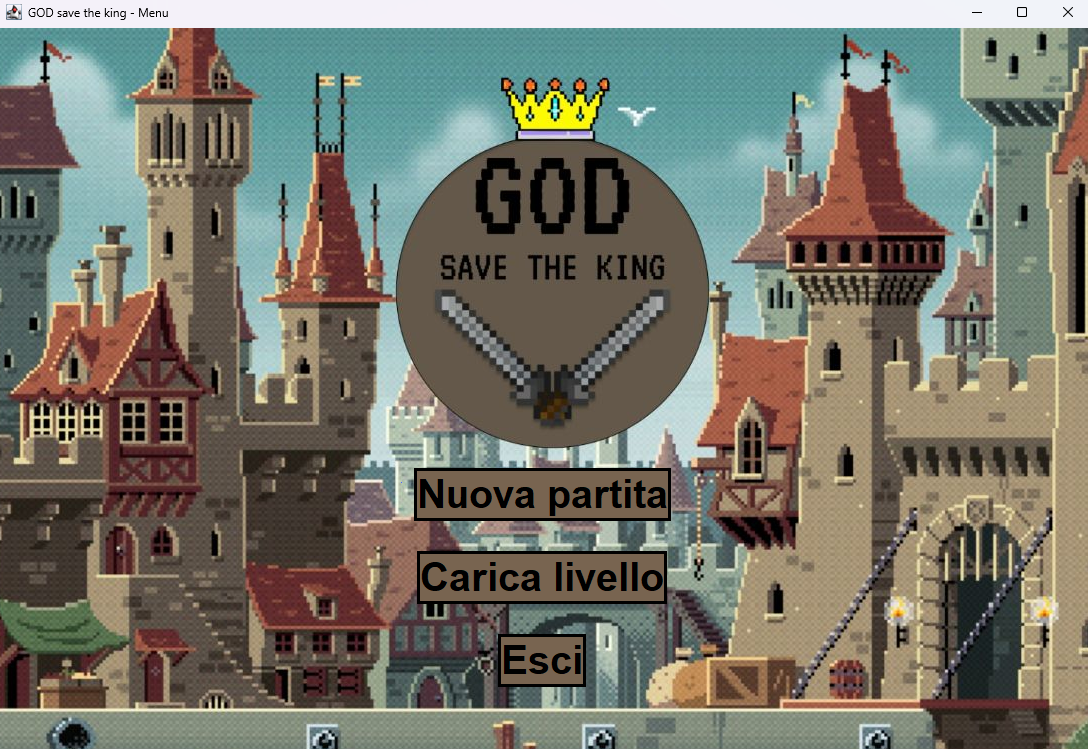 GOD save the king - Menu
GOD
SAVE THE KING
Nuova partita
Carica livello
Esci